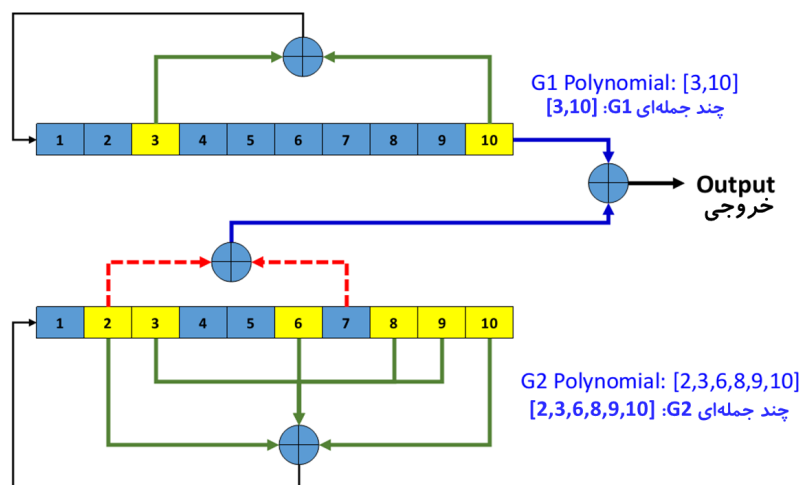 G1 Polynomial: [3,10]
چند جمله‌ای G1: [3,10]
1 2 3 4 5 6 7 8 9 10
Output
خروجی
1 2 3 4 5 6 7 8 9 10
G2 Polynomial: [2,3,6,8,9,10]
چند جمله‌ای G2: [2,3,6,8,9,10]